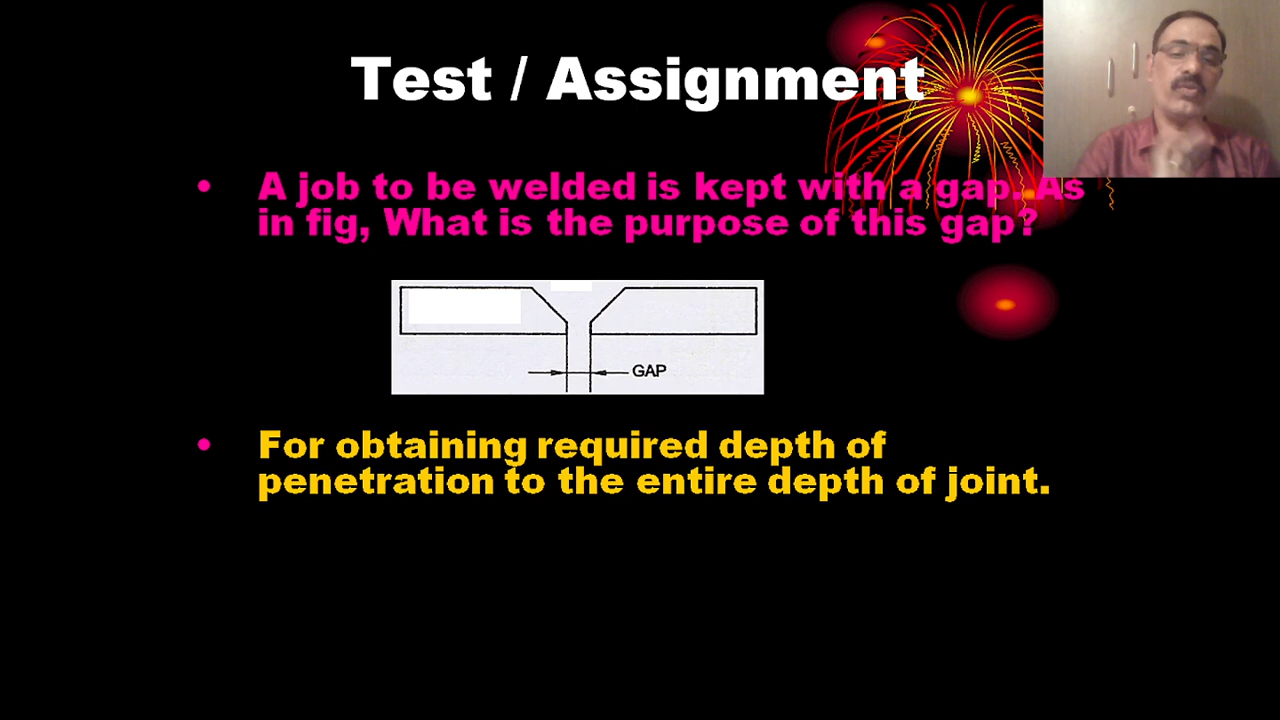 Test / Assignment
• A job to be welded is kept with a gap. As
in fig, What is the purpose of this gap?
GAP
• For obtaining required depth of
penetration to the entire depth of joint.